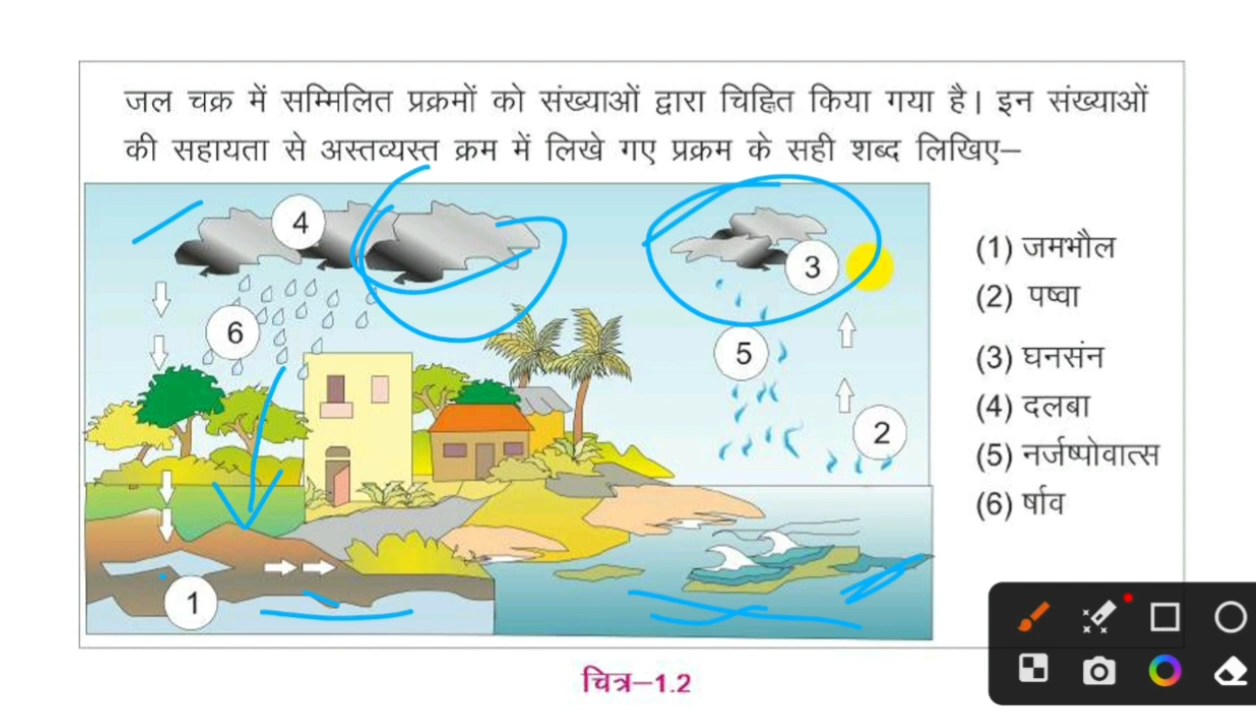 जल चक्र में सम्मिलित प्रक्रमों को संख्याओं द्वारा चिह्नित किया गया है। इन संख्याओं
की सहायता से अस्तव्यस्त क्रम में लिखे गए प्रक्रम के सही शब्द लिखिए–
4
3
6
5
2
1
(1) जमभौल
(2) पष्वा
(3) घनसंन
(4) दलबा
(5) नर्जष्पोवात्स
(6) र्षाव
चित्र–1.2